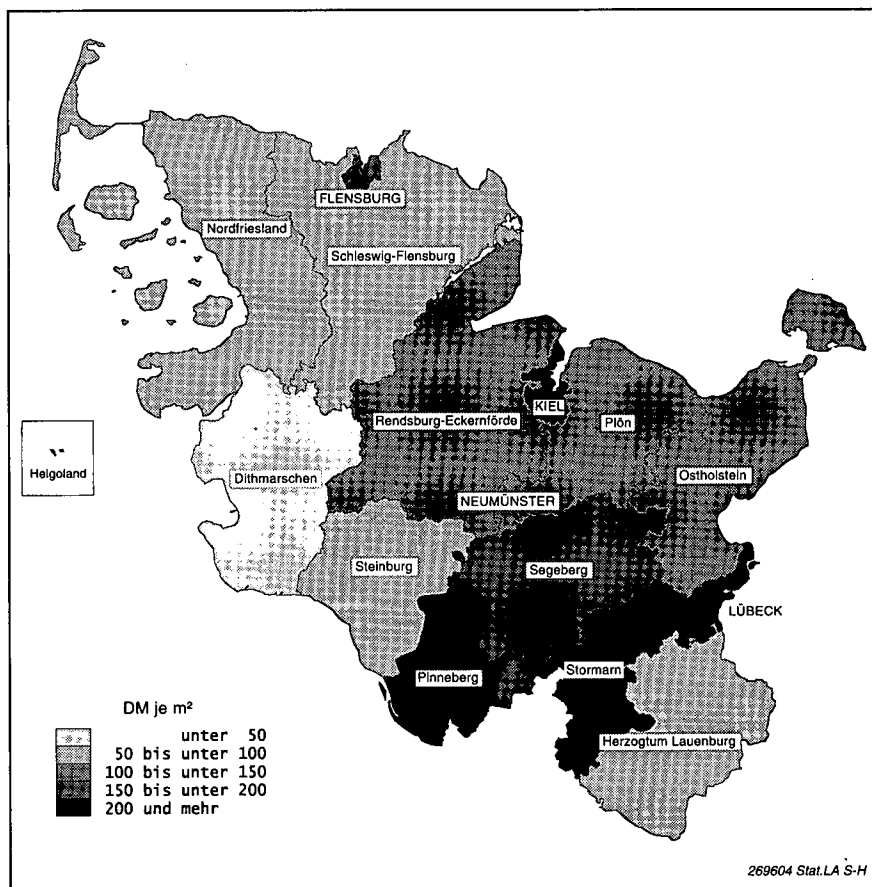 FLENSBURG
Nordfriesland
Schleswig-Flensburg
KIEL
Rendsburg-Eckernförde
Plön
Helgoland
Dithmarschen
Ostholstein
NEUMÜNSTER
Steinburg
Segeberg
LÜBECK
Pinneberg
Stormarn
Herzogtum Lauenburg
DM je m²
unter 50
50 bis unter 100
100 bis unter 150
150 bis unter 200
200 und mehr
269604 Stat.LA S-H